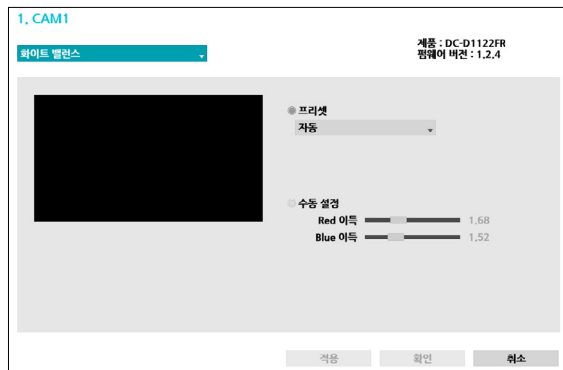 1. CAM1
화이트 밸런스
제품 : DC-D1122FR
펌웨어 버전 : 1.2.4
프리셋
자동
수동 설정
Red 이득 1.68
Blue 이득 1.52
적용 확인 취소